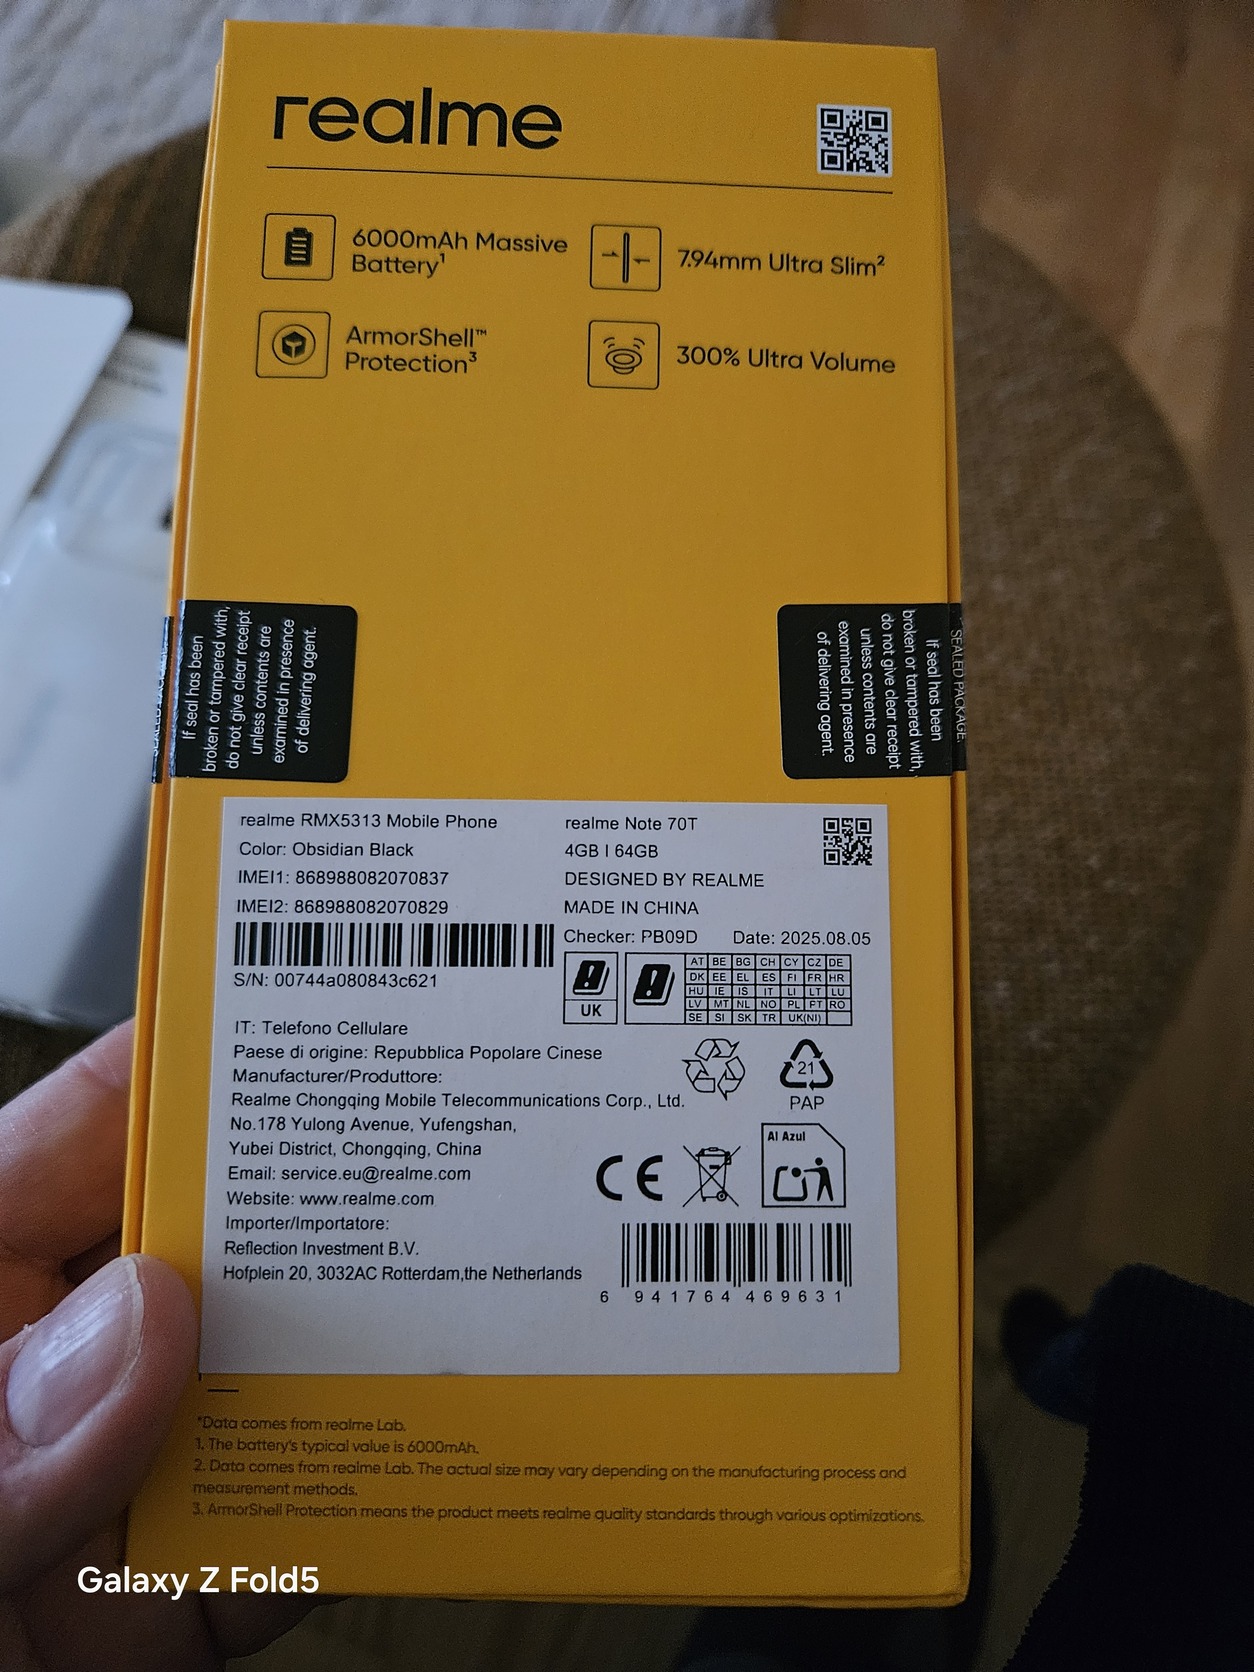 realme
6000mAh Massive
Battery¹
7.94mm Ultra Slim²
ArmorShell™
Protection³
300% Ultra Volume
If seal has been
broken or tampered with,
do not give clear receipt
unless contents are
examined in presence
of delivering agent.
SEALED PACKAGE
If seal has been
broken or tampered with,
do not give clear receipt
unless contents are
examined in presence
of delivering agent.
realme RMX5313 Mobile Phone
Color: Obsidian Black
IMEI1: 868988082070837
IMEI2: 868988082070829
S/N: 00744a080843c621
realme Note 70T
4GB | 64GB
DESIGNED BY REALME
MADE IN CHINA
Checker: PB09D Date: 2025.08.05
UK
AT BE BG CH CY CZ DE
DK EE EL ES FI FR HR
HU IE IS IT LI LT LU
LV MT NL NO PL PT RO
SE SI SK TR UK(NI)
IT: Telefono Cellulare
Paese di origine: Repubblica Popolare Cinese
Manufacturer/Produttore:
Realme Chongqing Mobile Telecommunications Corp., Ltd.
No.178 Yulong Avenue, Yufengshan,
Yubei District, Chongqing, China
Email: service.eu@realme.com
Website: www.realme.com
Importer/Importatore:
Reflection Investment B.V.
Hofplein 20, 3032AC Rotterdam,the Netherlands
21
PAP
CE
Al Azul
6 941764 469631
*Data comes from realme Lab.
1. The battery's typical value is 6000mAh.
2. Data comes from realme Lab. The actual size may vary depending on the manufacturing process and
measurement methods.
3. ArmorShell Protection means the product meets realme quality standards through various optimizations.
Galaxy Z Fold5